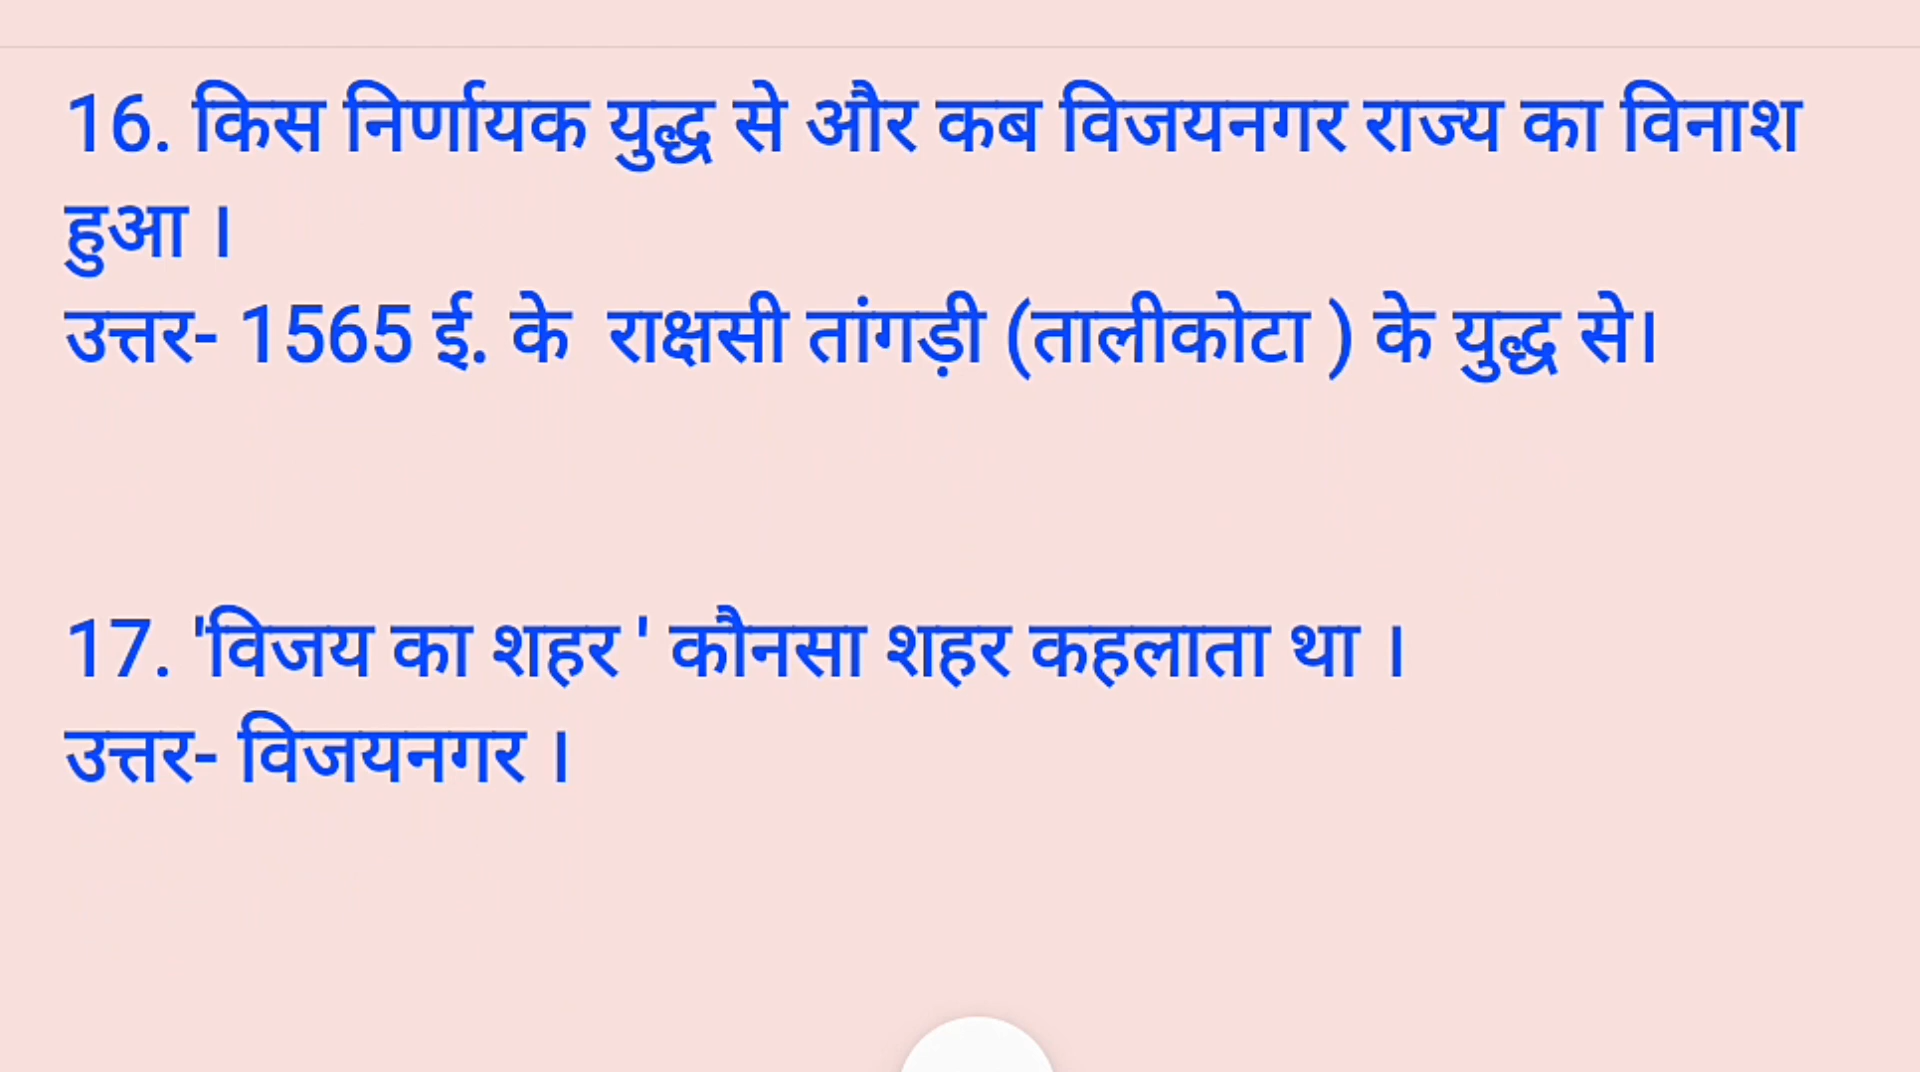 16. किस निर्णायक युद्ध से और कब विजयनगर राज्य का विनाश
हुआ ।
उत्तर- 1565 ई. के  राक्षसी तांगड़ी (तालीकोटा ) के युद्ध से।
17. 'विजय का शहर ' कौनसा शहर कहलाता था ।
उत्तर- विजयनगर ।